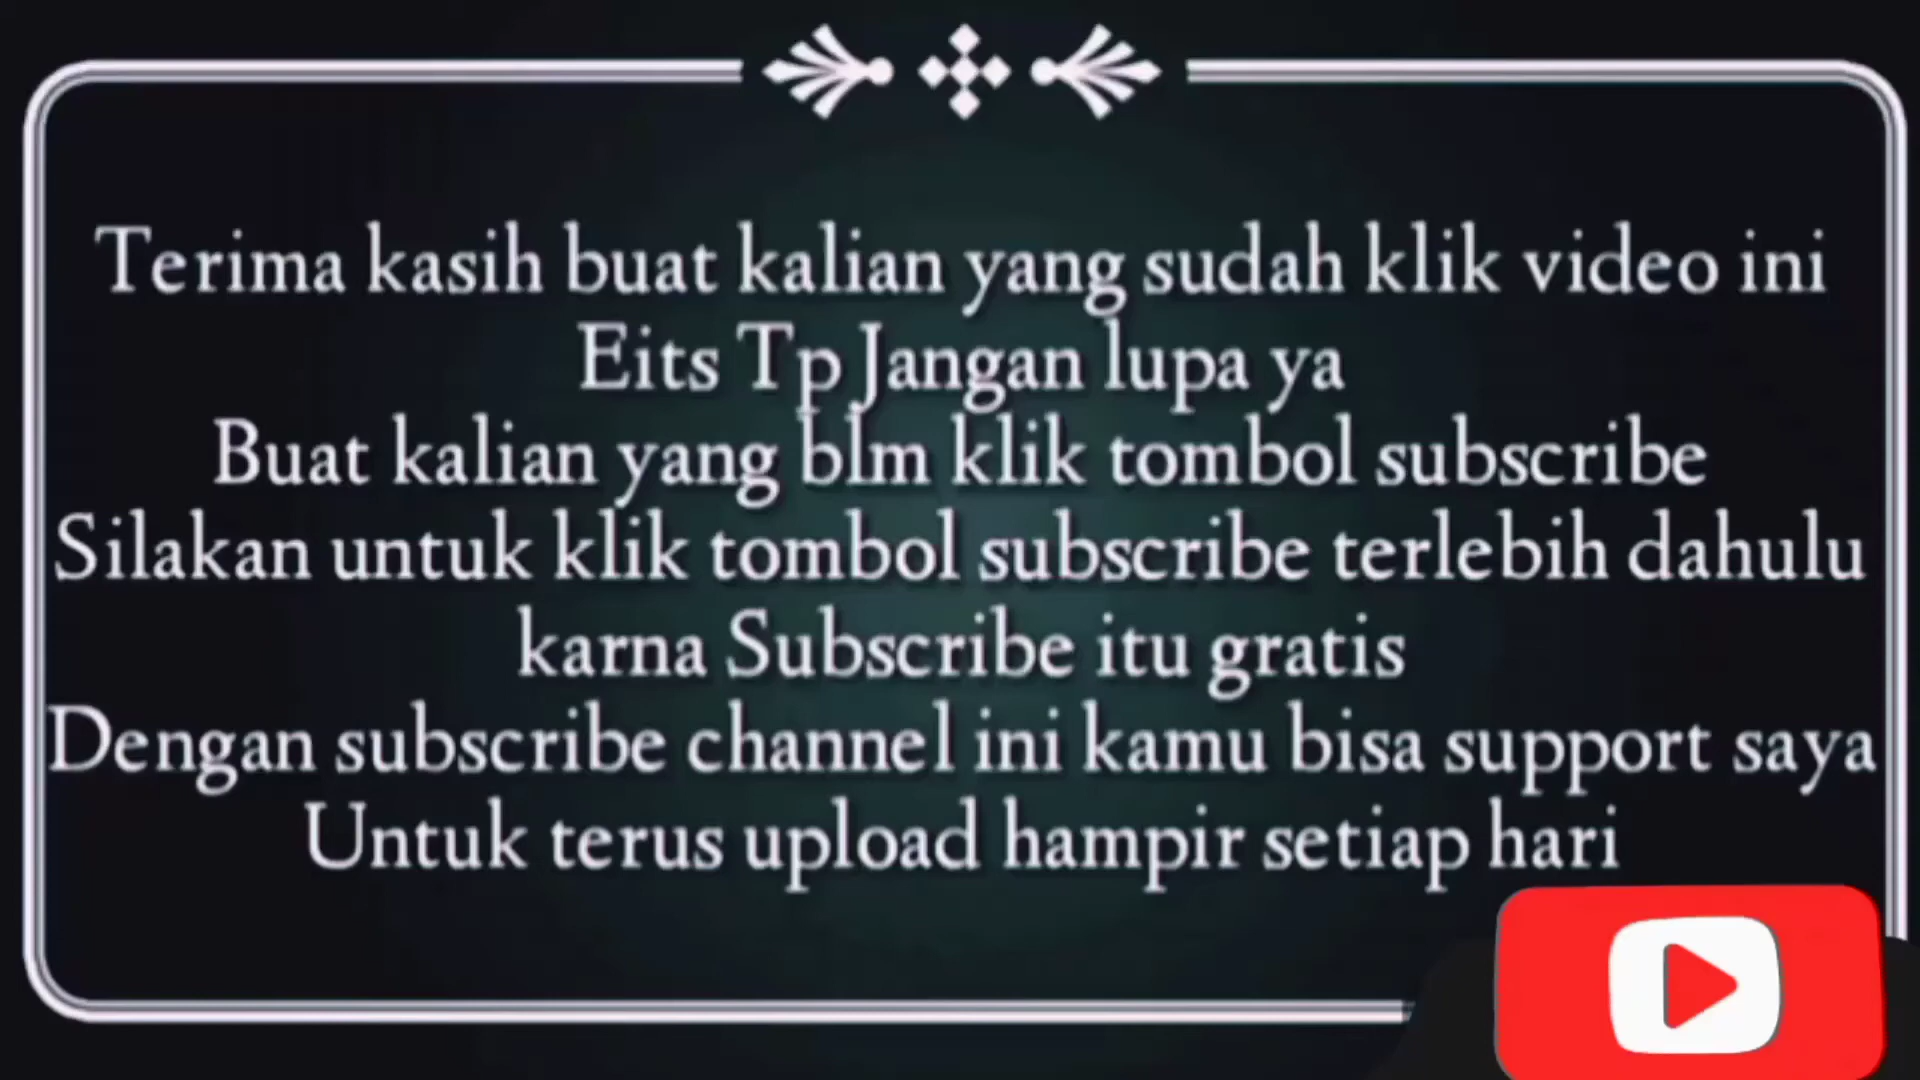 Terima kasih buat kalian yang sudah klik video ini
Eits Tp Jangan lupa ya
Buat kalian yang blm klik tombol subscribe
Silakan untuk klik tombol subscribe terlebih dahulu
karna Subscribe itu gratis
Dengan subscribe channel ini kamu bisa support saya
Untuk terus upload hampir setiap hari